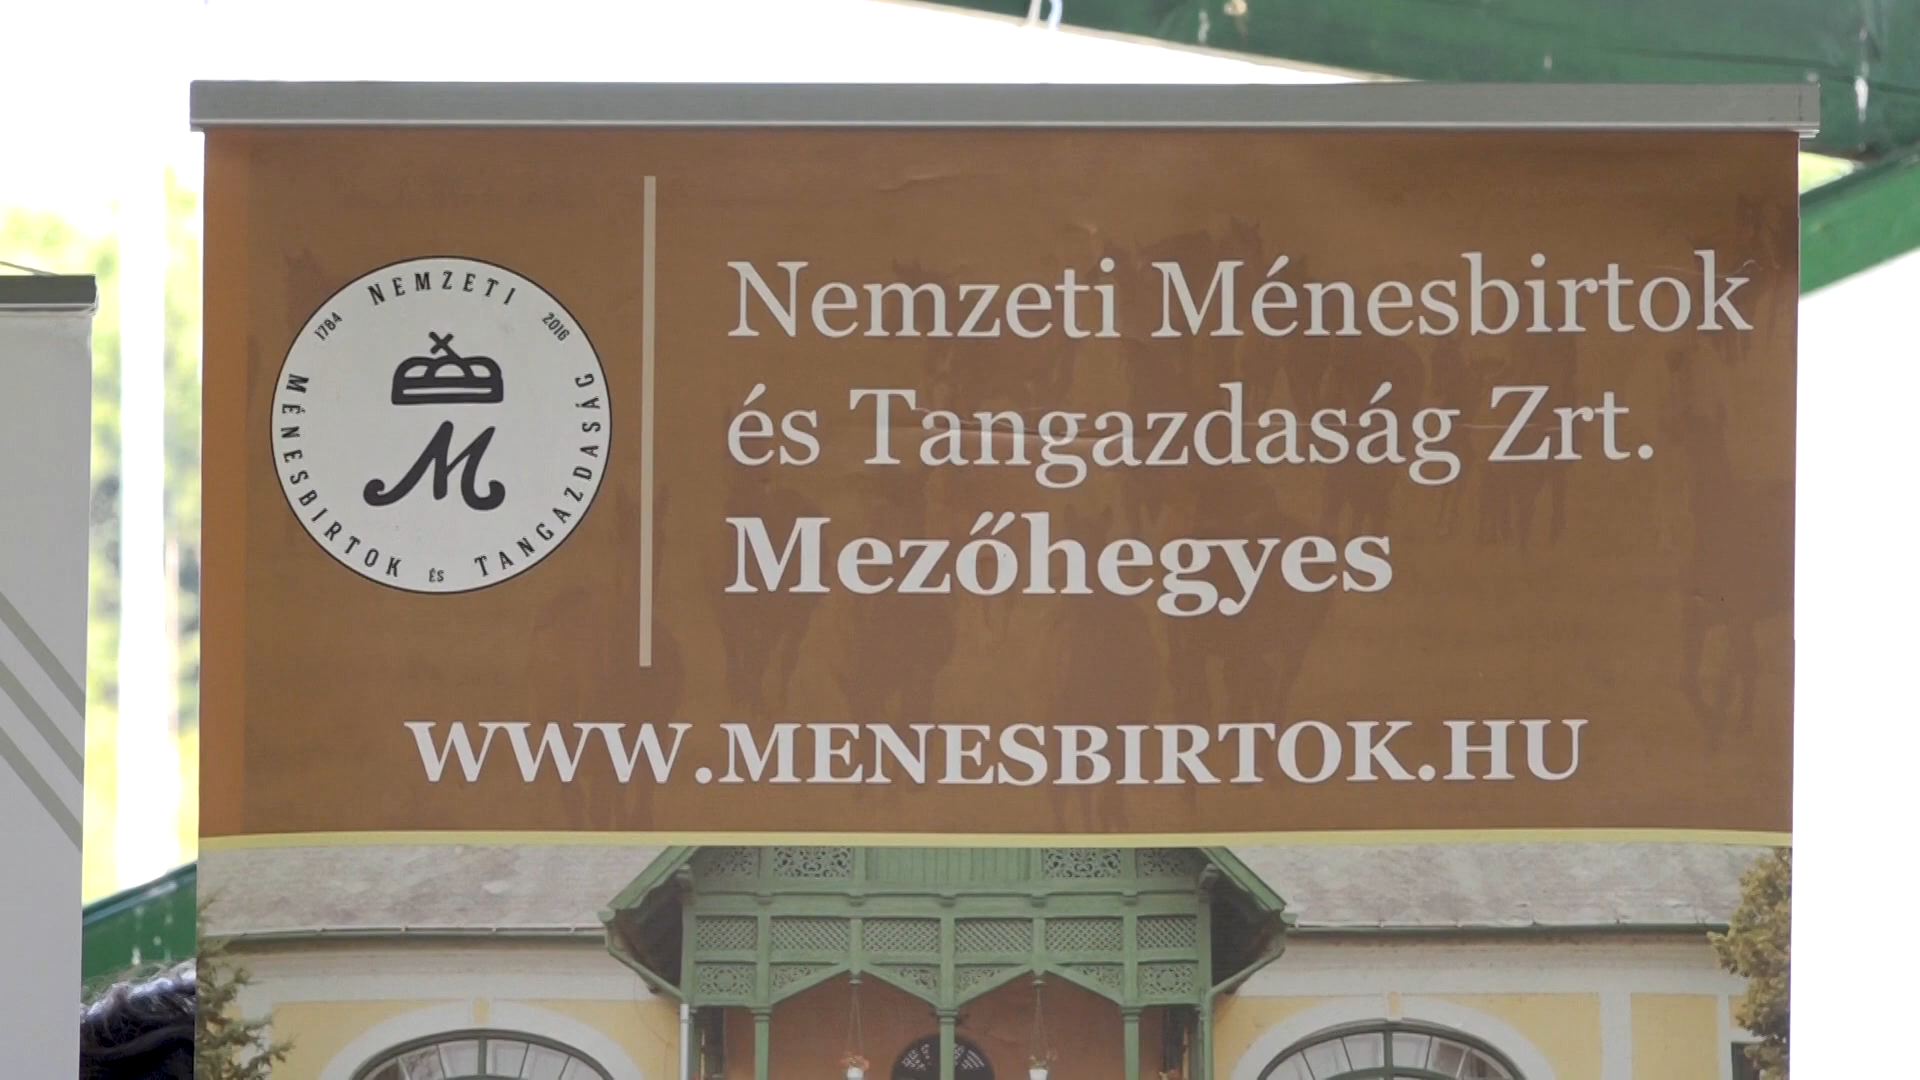 NEMZETI
1784
2016
MÉNESBIRTOK ÉS TANGAZDASÁG
M
Nemzeti Ménesbirtok
és Tangazdaság Zrt.
Mezőhegyes
WWW.MENESBIRTOK.HU